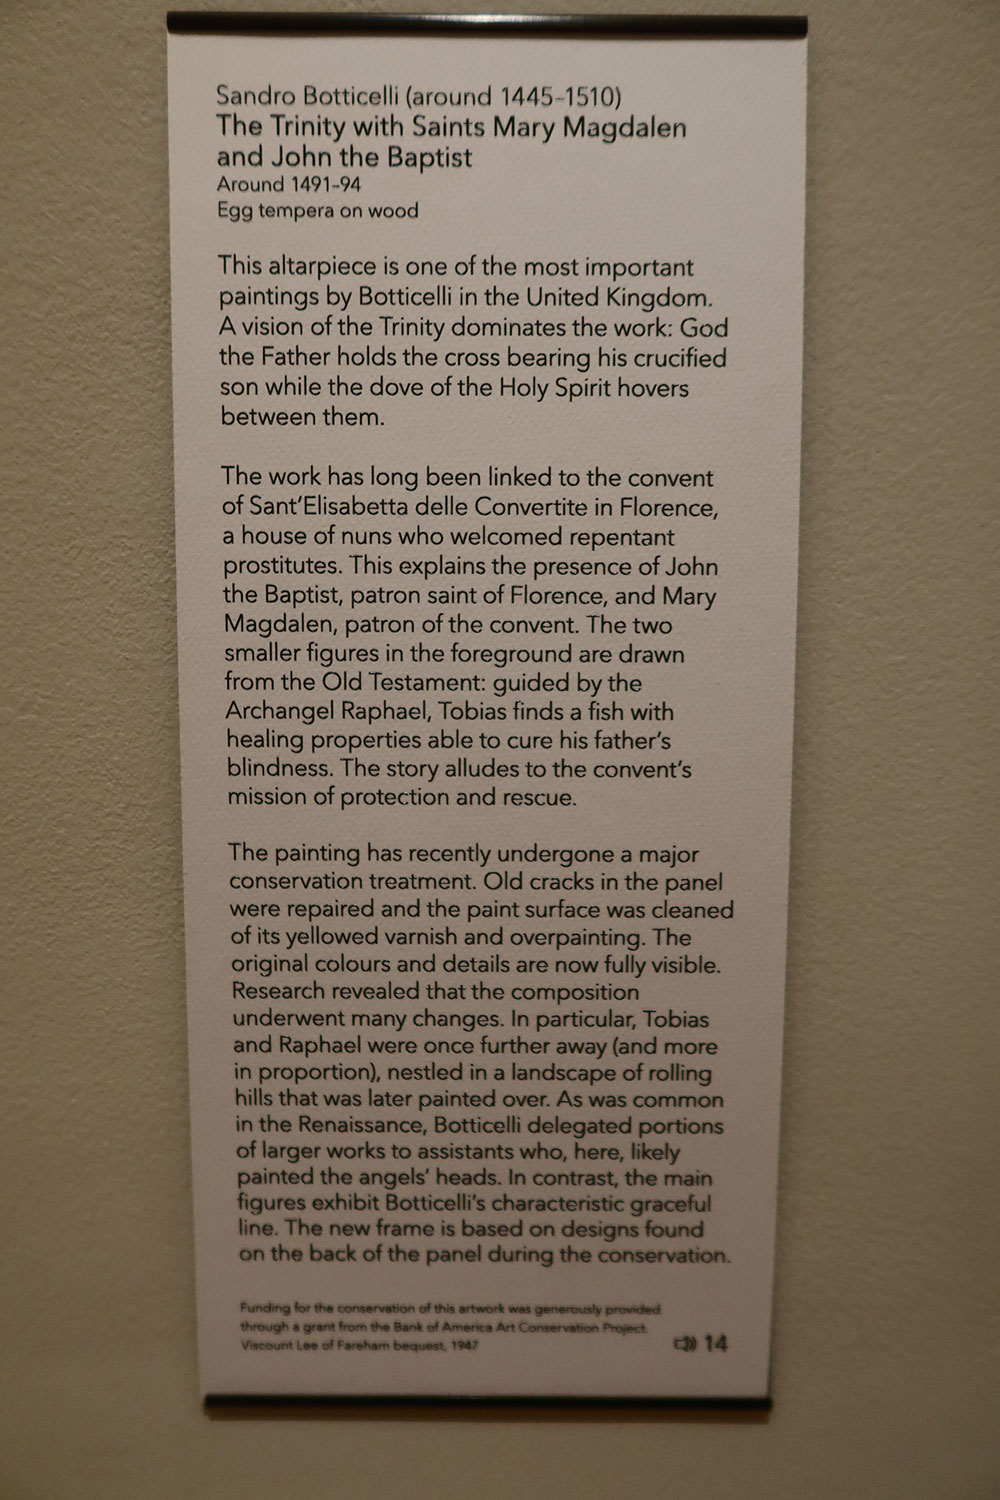 Sandro Botticelli (around 1445–1510)
The Trinity with Saints Mary Magdalen
and John the Baptist
Around 1491–94
Egg tempera on wood
This altarpiece is one of the most important
paintings by Botticelli in the United Kingdom.
A vision of the Trinity dominates the work: God
the Father holds the cross bearing his crucified
son while the dove of the Holy Spirit hovers
between them.
The work has long been linked to the convent
of Sant’Elisabetta delle Convertite in Florence,
a house of nuns who welcomed repentant
prostitutes. This explains the presence of John
the Baptist, patron saint of Florence, and Mary
Magdalen, patron of the convent. The two
smaller figures in the foreground are drawn
from the Old Testament: guided by the
Archangel Raphael, Tobias finds a fish with
healing properties able to cure his father’s
blindness. The story alludes to the convent’s
mission of protection and rescue.
The painting has recently undergone a major
conservation treatment. Old cracks in the panel
were repaired and the paint surface was cleaned
of its yellowed varnish and overpainting. The
original colours and details are now fully visible.
Research revealed that the composition
underwent many changes. In particular, Tobias
and Raphael were once further away (and more
in proportion), nestled in a landscape of rolling
hills that was later painted over. As was common
in the Renaissance, Botticelli delegated portions
of larger works to assistants who, here, likely
painted the angels’ heads. In contrast, the main
figures exhibit Botticelli’s characteristic graceful
line. The new frame is based on designs found
on the back of the panel during the conservation.
Funding for the conservation of this artwork was generously provided
through a grant from the Bank of America Art Conservation Project.
Viscount Lee of Fareham bequest, 1947
14